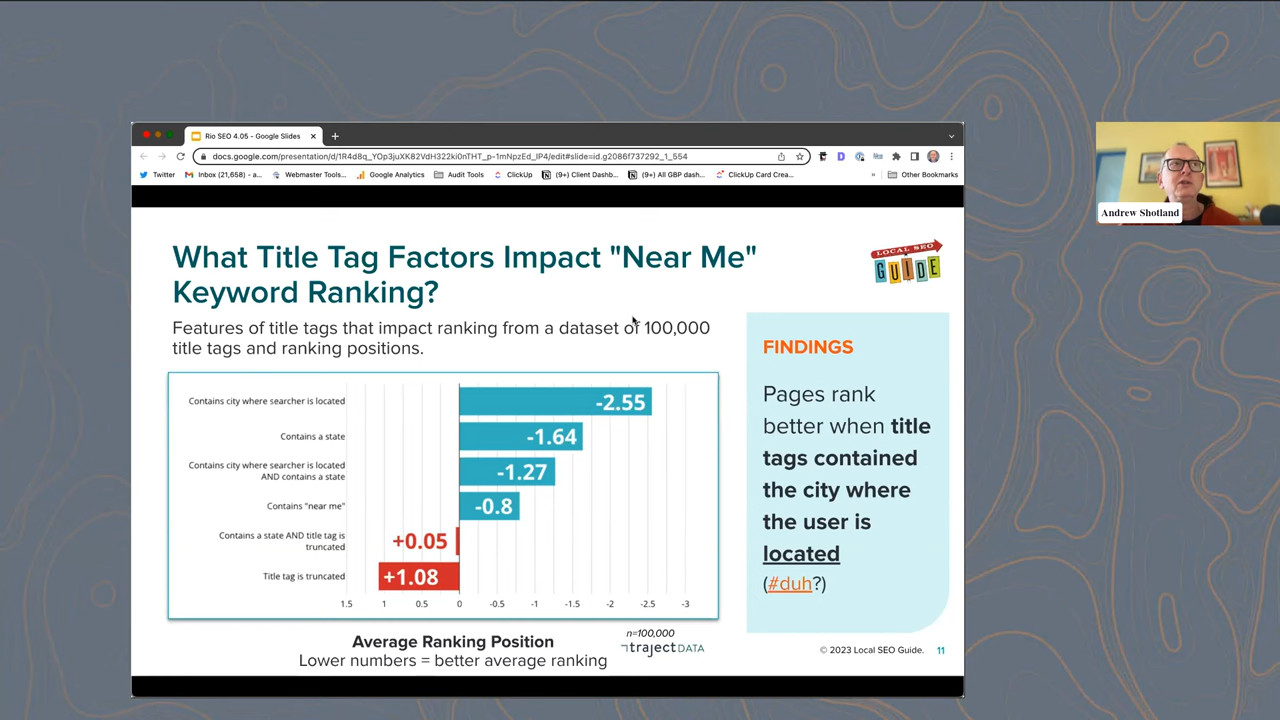 Rio SEO 4.05 - Google Slides
docs.google.com/presentation/d/1R4d8q_YOp3juXK82VdH322ki0nTHT_p-1mNpzEd_IP4/edit#slide=id.g2086f737292_1_554
Twitter
Inbox (21,658) - a...
Webmaster Tools...
Google Analytics
Audit Tools
ClickUp
(9+) Client Dashb...
(9+) All GBP dash...
ClickUp Card Crea...
»
Other Bookmarks
Andrew Shotland
What Title Tag Factors Impact "Near Me"
Keyword Ranking?
LOCAL SEO
GUIDE
Features of title tags that impact ranking from a dataset of 100,000
title tags and ranking positions.
Contains city where searcher is located
-2.55
Contains a state
-1.64
Contains city where searcher is located
AND contains a state
-1.27
Contains "near me"
-0.8
Contains a state AND title tag is
truncated
+0.05
Title tag is truncated
+1.08
1.5 1 0.5 0 -0.5 -1 -1.5 -2 -2.5 -3
Average Ranking Position
Lower numbers = better average ranking
n=100,000
trajectDATA
FINDINGS
Pages rank
better when title
tags contained
the city where
the user is
located
(#duh?)
© 2023 Local SEO Guide. 11